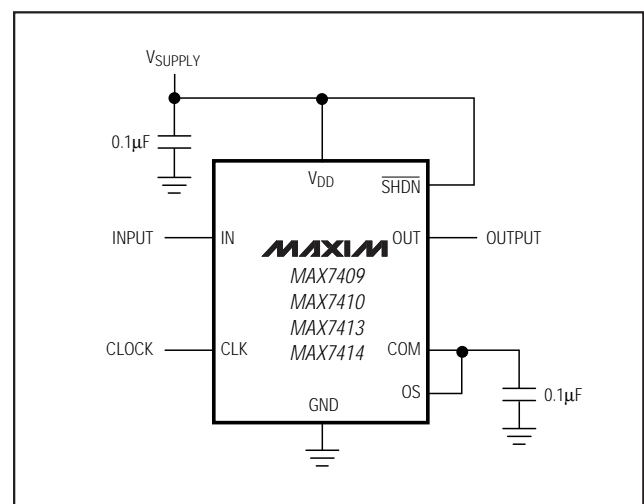 VSUPPLY
0.1µF
VDD
SHDN
INPUT
IN
MAXIM
OUT
OUTPUT
MAX7409
MAX7410
MAX7413
MAX7414
CLOCK
CLK
COM
OS
0.1µF
GND